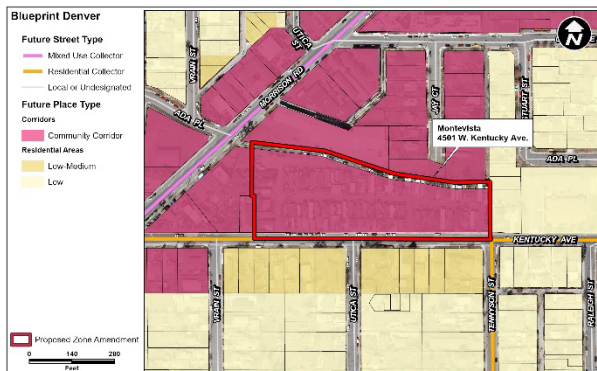 Blueprint Denver
Future Street Type
Mixed Use Collector
Residential Collector
Local or Undesignated
Future Place Type
Corridors
Community Corridor
Residential Areas
Low-Medium
Low
Proposed Zone Amendment
0 140 280
Feet
N
VRAIN ST
UTICA ST
MORRISON RD
ADA PL
JAY CT
STUART ST
Montevista
4501 W. Kentucky Ave.
ADA PL
KENTUCKY AVE
VRAIN ST
UTICA ST
TENNYSON ST
RALEIGH ST